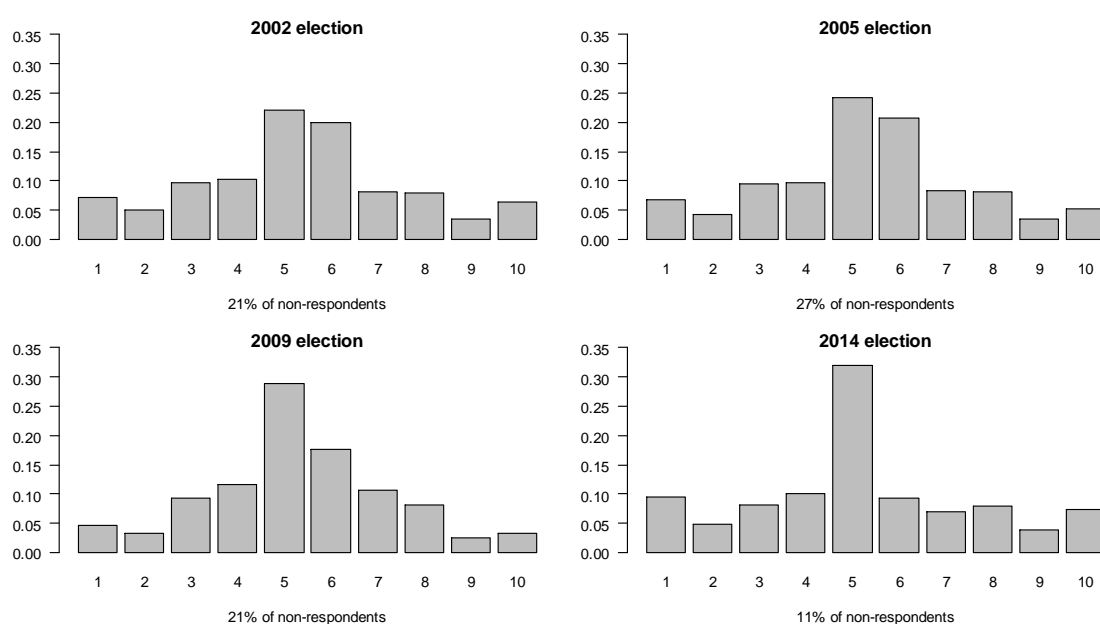 2002 election
0.35
0.30
0.25
0.20
0.15
0.10
0.05
0.00
1 2 3 4 5 6 7 8 9 10
21% of non-respondents
2005 election
0.35
0.30
0.25
0.20
0.15
0.10
0.05
0.00
1 2 3 4 5 6 7 8 9 10
27% of non-respondents
2009 election
0.35
0.30
0.25
0.20
0.15
0.10
0.05
0.00
1 2 3 4 5 6 7 8 9 10
21% of non-respondents
2014 election
0.35
0.30
0.25
0.20
0.15
0.10
0.05
0.00
1 2 3 4 5 6 7 8 9 10
11% of non-respondents